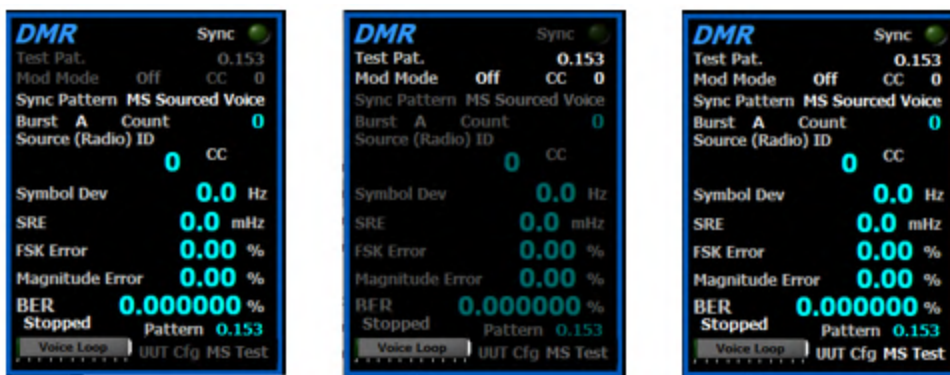 DMR Sync
Test Pat. 0.153
Mod Mode Off CC 0
Sync Pattern MS Sourced Voice
Burst A Count 0
Source (Radio) ID
0 CC
Symbol Dev 0.0 Hz
SRE 0.0 mHz
FSK Error 0.00 %
Magnitude Error 0.00 %
BER 0.000000 %
Stopped
Pattern 0.153
Voice Loop UUT Cfg MS Test
DMR Sync
Test Pat. 0.153
Mod Mode Off CC 0
Sync Pattern MS Sourced Voice
Burst A Count 0
Source (Radio) ID
0 CC
Symbol Dev 0.0 Hz
SRE 0.0 mHz
FSK Error 0.00 %
Magnitude Error 0.00 %
BER 0.000000 %
Stopped
Pattern 0.153
Voice Loop UUT Cfg MS Test
DMR Sync
Test Pat. 0.153
Mod Mode Off CC 0
Sync Pattern MS Sourced Voice
Burst A Count 0
Source (Radio) ID
0 CC
Symbol Dev 0.0 Hz
SRE 0.0 mHz
FSK Error 0.00 %
Magnitude Error 0.00 %
BER 0.000000 %
Stopped
Pattern 0.153
Voice Loop UUT Cfg MS Test